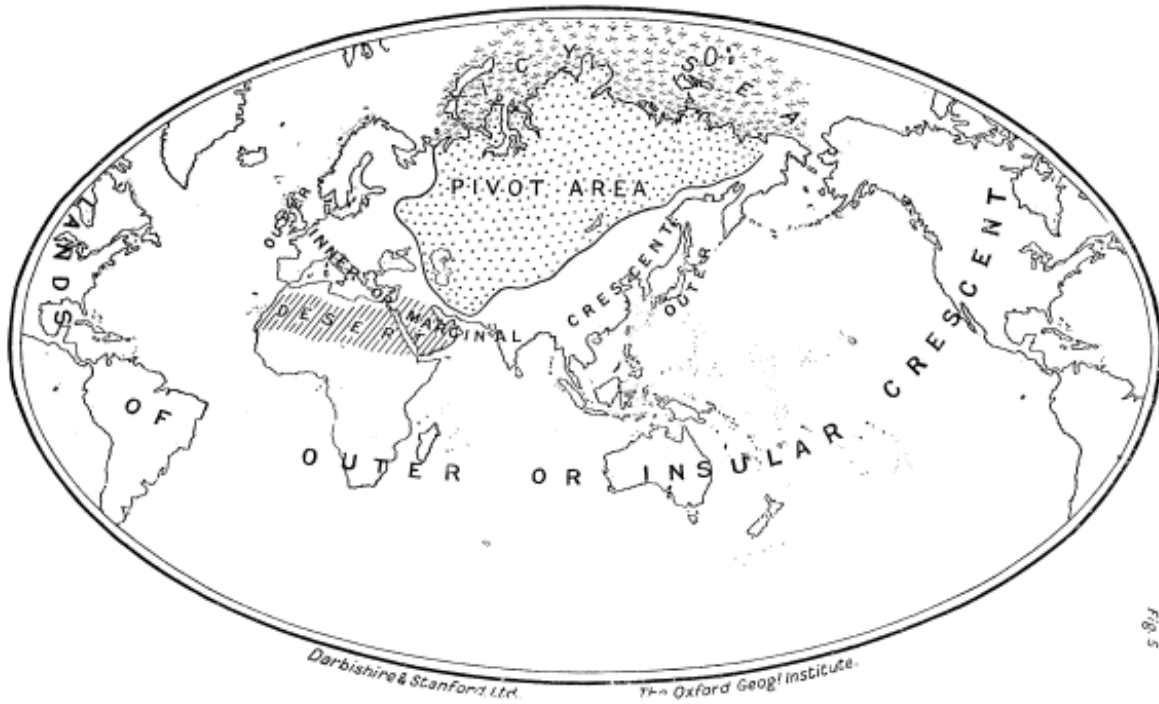 ICY SEA
PIVOT AREA
OUTER
INNER OR MARGINAL CRESCENT
OUTER
DESERT
LANDS OF OUTER OR INSULAR CRESCENT
Fig. 5
Darbishire & Stanford, Ltd.
The Oxford Geog! Institute.